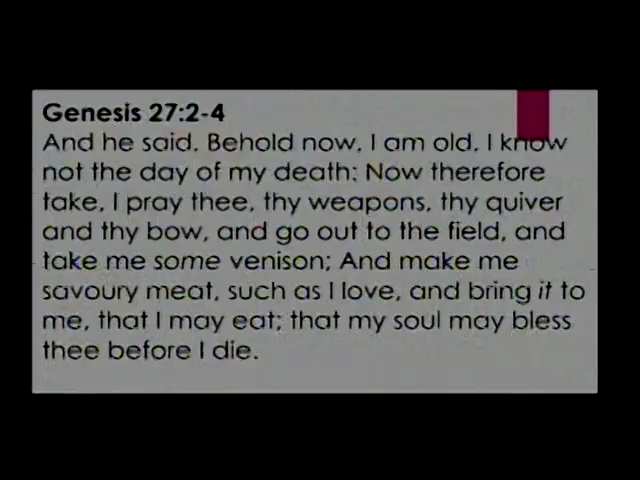 Genesis 27:2-4
And he said, Behold now, I am old, I know
not the day of my death: Now therefore
take, I pray thee, thy weapons, thy quiver
and thy bow, and go out to the field, and
take me some venison; And make me
savoury meat, such as I love, and bring it to
me, that I may eat; that my soul may bless
thee before I die.